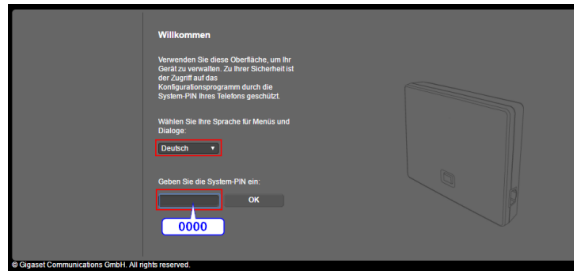 Willkommen
Verwenden Sie diese Oberfläche, um Ihr
Gerät zu verwalten. Zu Ihrer Sicherheit ist
der Zugriff auf das
Konfigurationsprogramm durch die
System-PIN Ihres Telefons geschützt.
Wählen Sie Ihre Sprache für Menüs und
Dialoge:
Deutsch
Geben Sie die System-PIN ein:
OK
0000
© Gigaset Communications GmbH. All rights reserved.